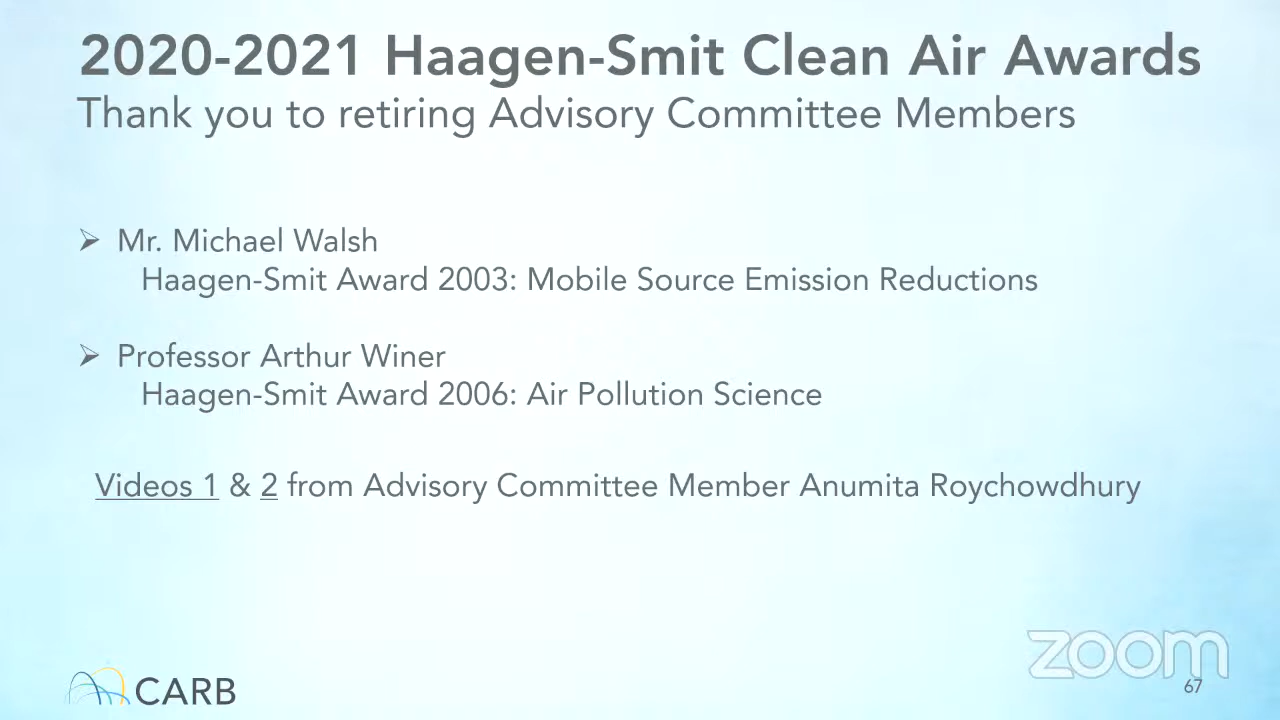 2020-2021 Haagen-Smit Clean Air Awards
Thank you to retiring Advisory Committee Members
➢ Mr. Michael Walsh
Haagen-Smit Award 2003: Mobile Source Emission Reductions
➢ Professor Arthur Winer
Haagen-Smit Award 2006: Air Pollution Science
Videos 1 & 2 from Advisory Committee Member Anumita Roychowdhury
zoom
CARB
67